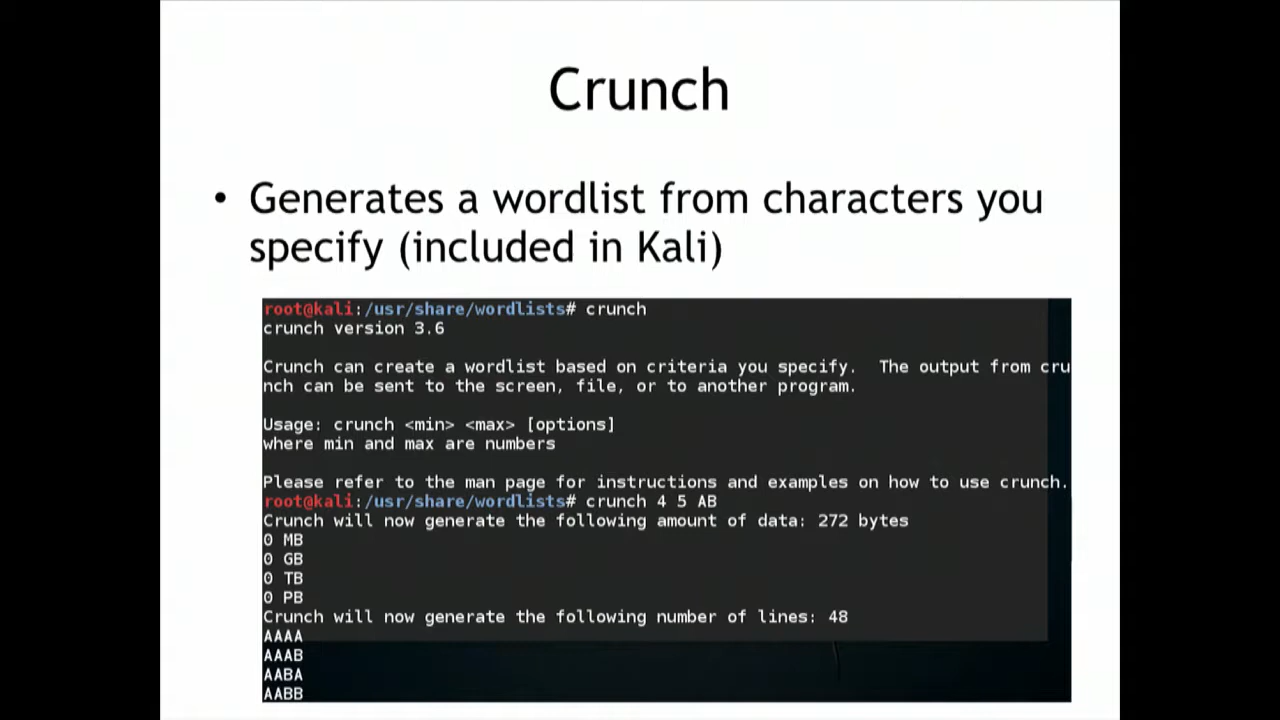 Crunch
• Generates a wordlist from characters you
specify (included in Kali)
root@kali:/usr/share/wordlists# crunch
crunch version 3.6
Crunch can create a wordlist based on criteria you specify.  The output from cru
nch can be sent to the screen, file, or to another program.
Usage: crunch <min> <max> [options]
where min and max are numbers
Please refer to the man page for instructions and examples on how to use crunch.
root@kali:/usr/share/wordlists# crunch 4 5 AB
Crunch will now generate the following amount of data: 272 bytes
0 MB
0 GB
0 TB
0 PB
Crunch will now generate the following number of lines: 48
AAAA
AAAB
AABA
AABB